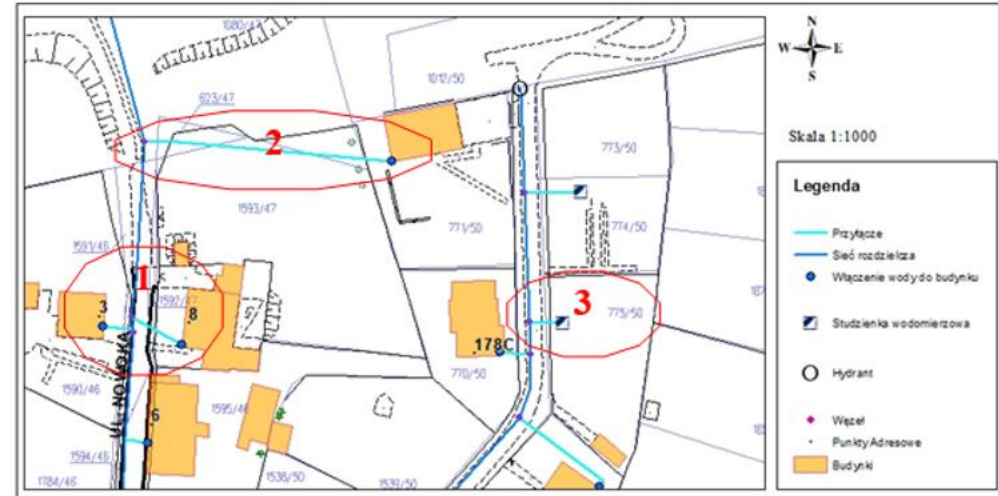 1080/47
623/47
1012/50
2
773/50
1593/47
771/50
774/50
1591/46
1
1592/47
3
8
3
775/50
178C
770/50
UL NOWOKA
1590/46
1595/46
6
1594/46
1784/46
1538/50
1539/50
N
W E
S
Skala 1:1000
Legenda
Przyłącze
Sieć rozdzielcza
Włączenie wody do budynku
Studzienka wodomierzowa
Hydrant
Węzeł
Punkty Adresowe
Budynki